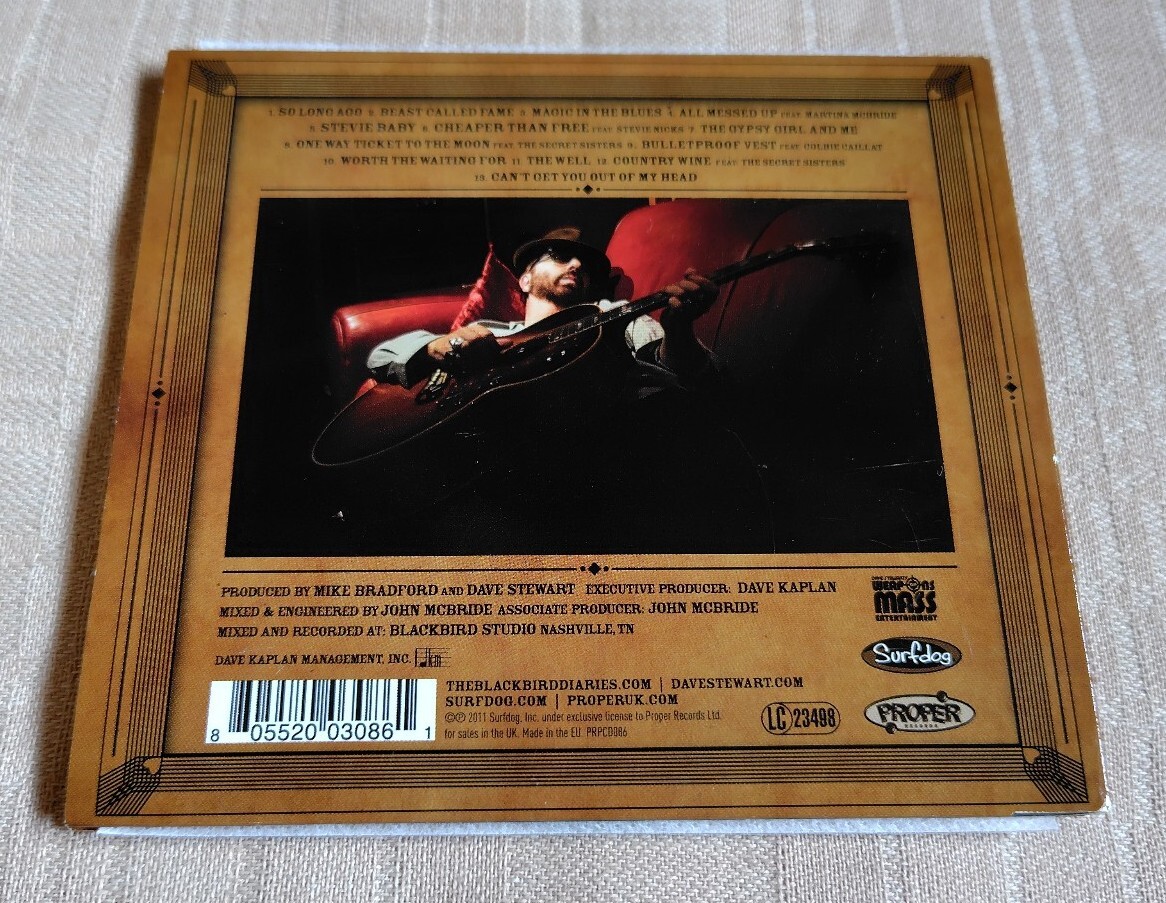 1. SO LONG AGO 2. BEAST CALLED FAME 3. MAGIC IN THE BLUES 4. ALL MESSED UP FEAT. MARTINA MCBRIDE
5. STEVIE BABY 6. CHEAPER THAN FREE FEAT. STEVIE NICKS 7. THE GYPSY GIRL AND ME
8. ONE WAY TICKET TO THE MOON FEAT. THE SECRET SISTERS 9. BULLETPROOF VEST FEAT. COLBIE CAILLAT
10. WORTH THE WAITING FOR 11. THE WELL 12. COUNTRY WINE FEAT. THE SECRET SISTERS
13. CAN'T GET YOU OUT OF MY HEAD
PRODUCED BY MIKE BRADFORD AND DAVE STEWART EXECUTIVE PRODUCER: DAVE KAPLAN
MIXED & ENGINEERED BY JOHN MCBRIDE ASSOCIATE PRODUCER: JOHN MCBRIDE
MIXED AND RECORDED AT: BLACKBIRD STUDIO NASHVILLE, TN
DAVE STEWART'S
WEAPONS
MASS
ENTERTAINMENT
Surfdog
DAVE KAPLAN MANAGEMENT, INC.
THEBLACKBIRDDIARIES.COM | DAVESTEWART.COM
SURFDOG.COM | PROPERUK.COM
©℗ 2011 Surfdog, Inc. under exclusive license to Proper Records Ltd.
for sales in the UK. Made in the EU. PRPCD086
8 05520 03086 1
LC 23498
PROPER
RECORDS